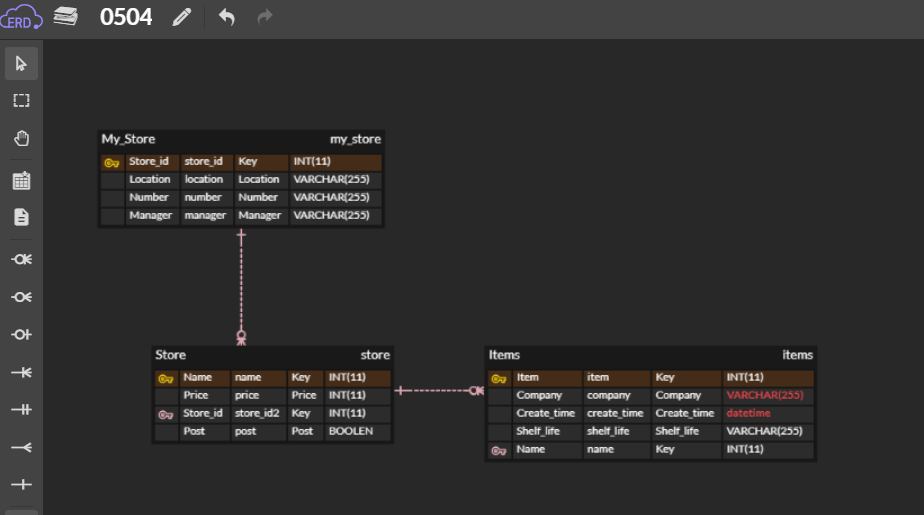 ERD
0504
My_Store my_store
Store_id store_id Key INT(11)
Location location Location VARCHAR(255)
Number number Number VARCHAR(255)
Manager manager Manager VARCHAR(255)
Store store
Name name Key INT(11)
Price price Price INT(11)
Store_id store_id2 Key INT(11)
Post post Post BOOLEN
Items items
Item item Key INT(11)
Company company Company VARCHAR(255)
Create_time create_time Create_time datetime
Shelf_life shelf_life Shelf_life VARCHAR(255)
Name name Key INT(11)